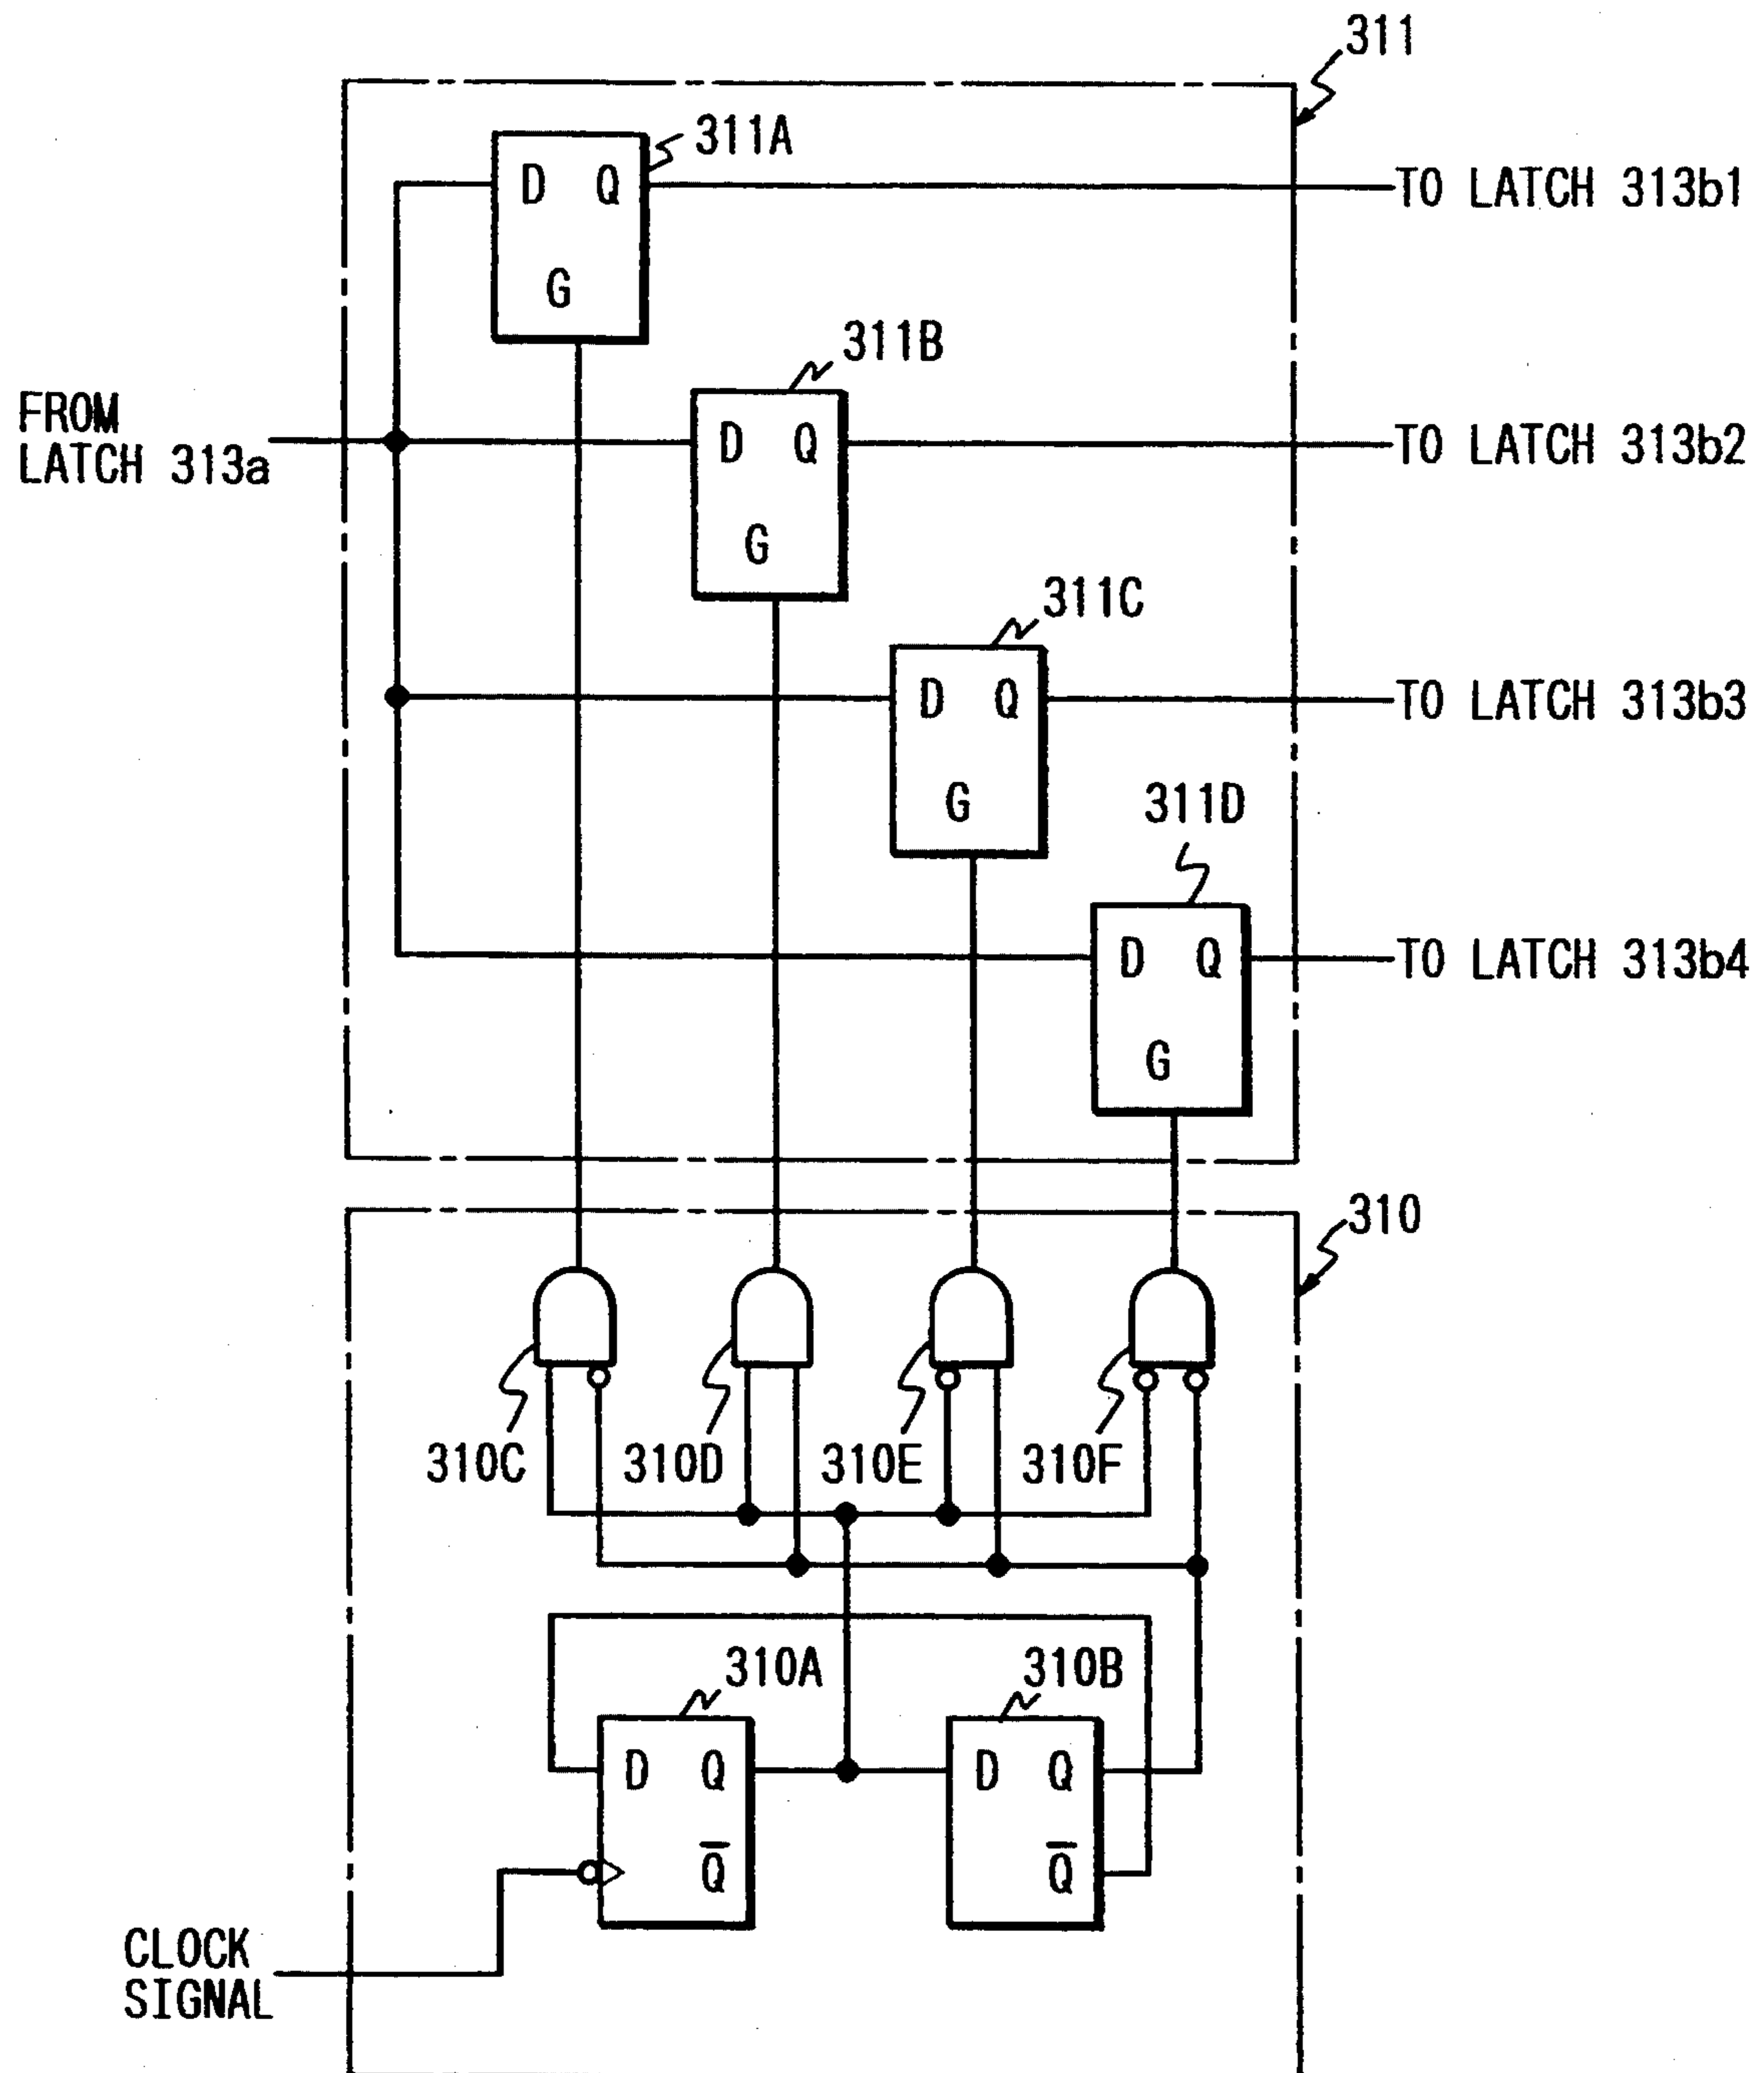 311
311A
D Q
G
TO LATCH 313b1
311B
FROM
LATCH 313a
D Q
G
TO LATCH 313b2
311C
D Q
G
TO LATCH 313b3
311D
D Q
G
TO LATCH 313b4
310
310C
310D
310E
310F
310A
310B
D Q
Q̅
D Q
Q̅
CLOCK
SIGNAL